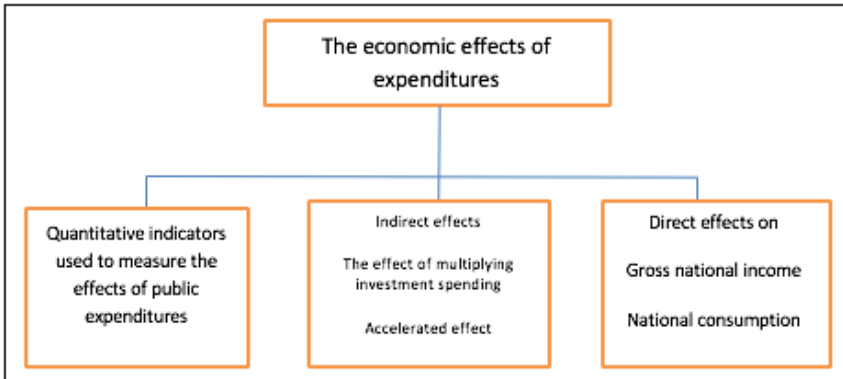 The economic effects of
expenditures
Quantitative indicators
used to measure the
effects of public
expenditures
Indirect effects
The effect of multiplying
investment spending
Accelerated effect
Direct effects on
Gross national income
National consumption